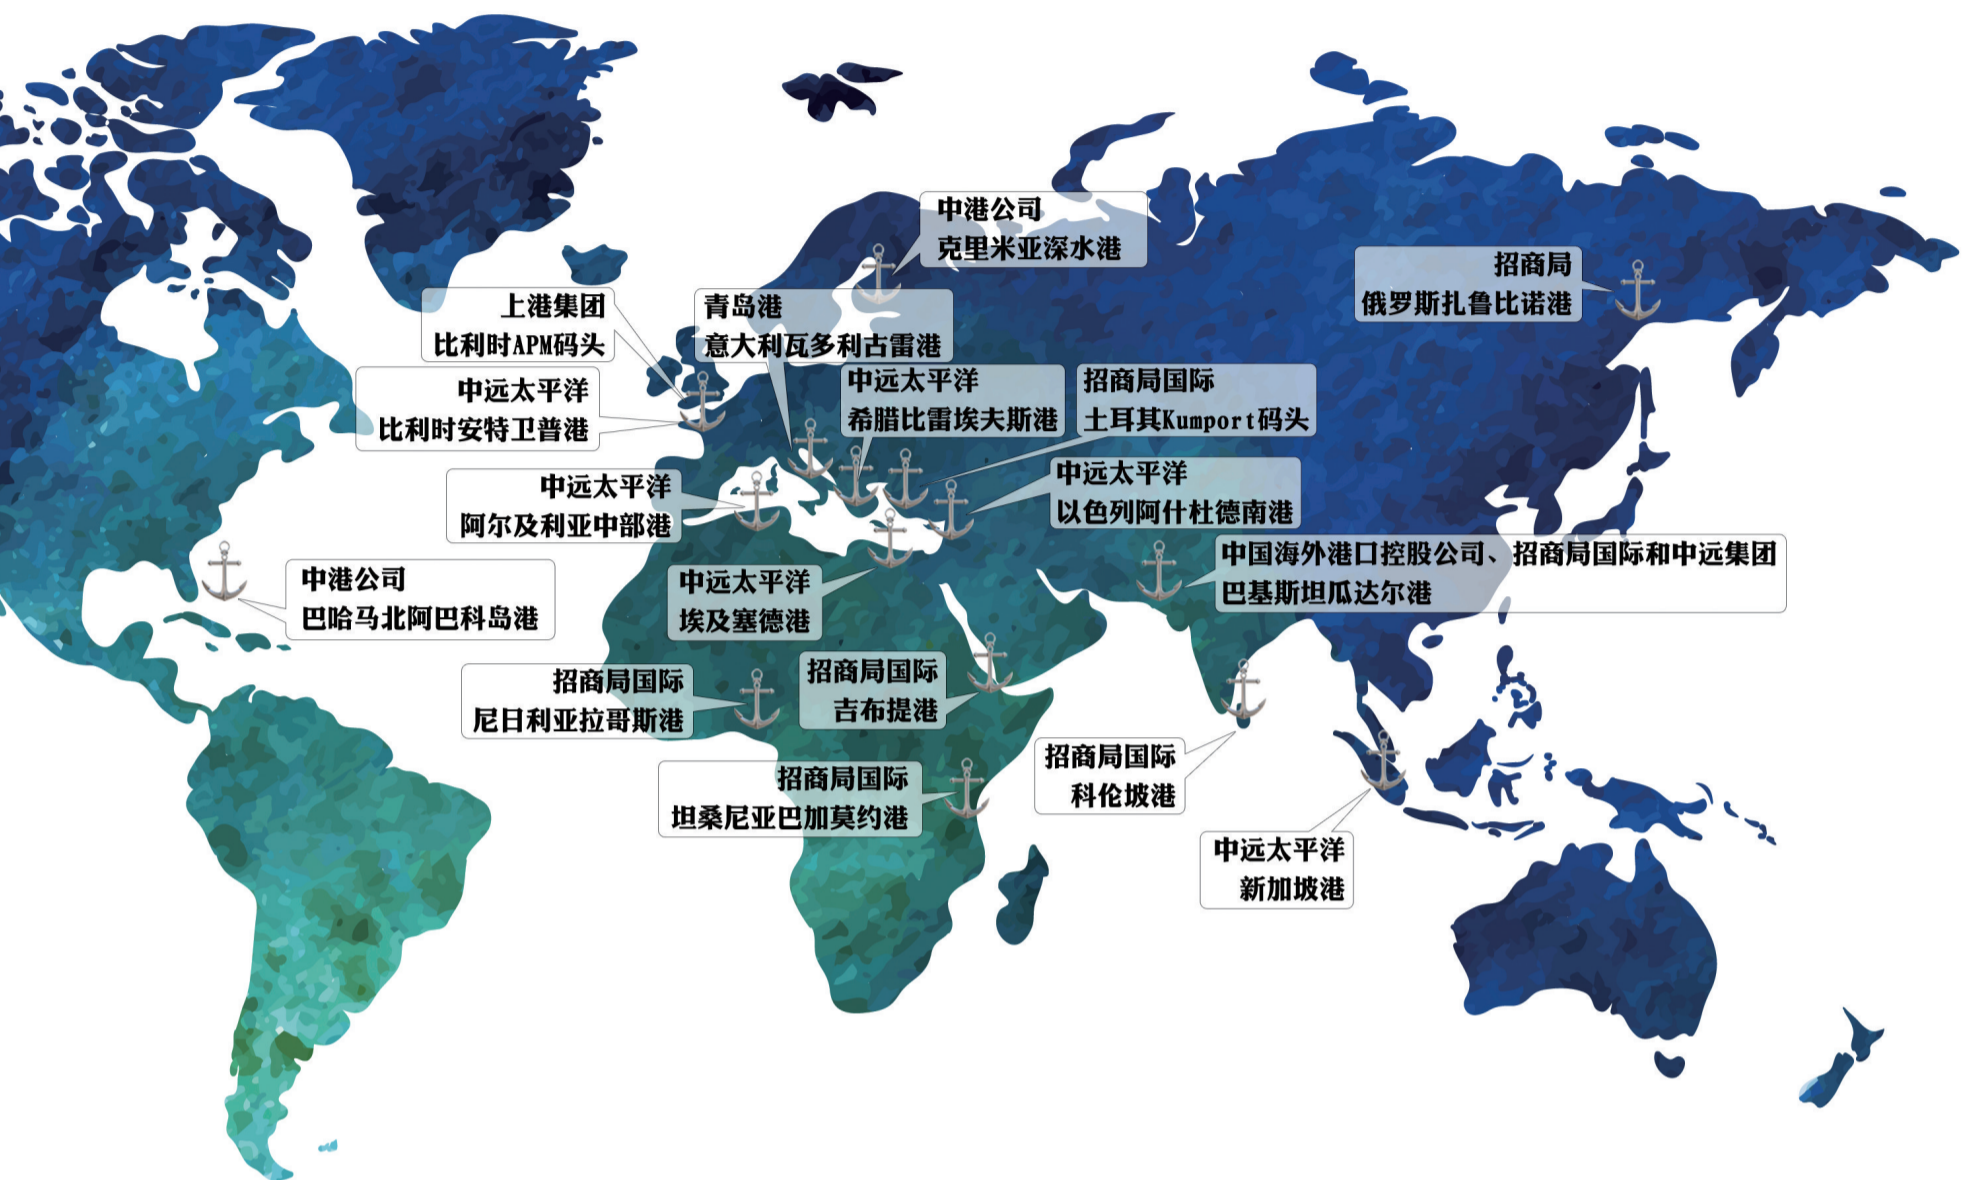 中港公司
克里米亚深水港
招商局
俄罗斯扎鲁比诺港
上港集团
比利时APM码头
青岛港
意大利瓦多利古雷港
中远太平洋
比利时安特卫普港
中远太平洋
希腊比雷埃夫斯港
招商局国际
土耳其Kumport码头
中远太平洋
阿尔及利亚中部港
中远太平洋
以色列阿什杜德南港
中港公司
巴哈马北阿巴科岛港
中远太平洋
埃及塞德港
中国海外港口控股公司、招商局国际和中远集团
巴基斯坦瓜达尔港
招商局国际
尼日利亚拉哥斯港
招商局国际
吉布提港
招商局国际
坦桑尼亚巴加莫约港
招商局国际
科伦坡港
中远太平洋
新加坡港